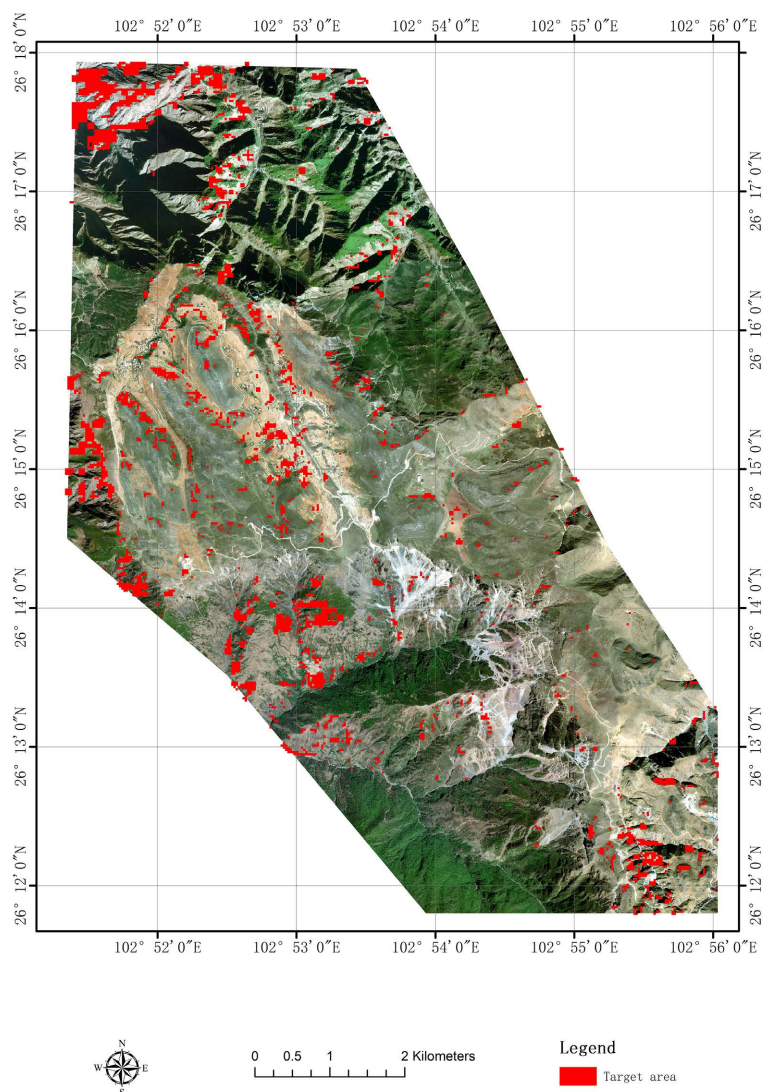 102° 52′ 0″E 102° 53′ 0″E 102° 54′ 0″E 102° 55′ 0″E 102° 56′ 0″E
26° 18′ 0″N 26° 18′ 0″N
26° 17′ 0″N 26° 17′ 0″N
26° 16′ 0″N 26° 16′ 0″N
26° 15′ 0″N 26° 15′ 0″N
26° 14′ 0″N 26° 14′ 0″N
26° 13′ 0″N 26° 13′ 0″N
26° 12′ 0″N 26° 12′ 0″N
102° 52′ 0″E 102° 53′ 0″E 102° 54′ 0″E 102° 55′ 0″E 102° 56′ 0″E
N
W E
S
0 0.5 1 2 Kilometers
Legend
Target area